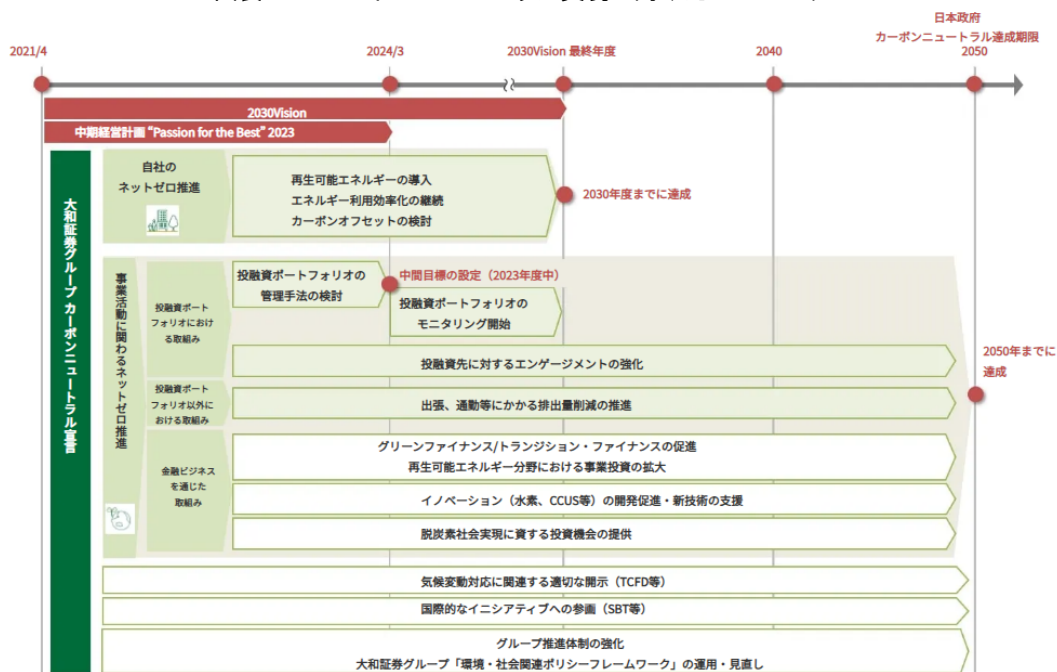 日本政府
カーボンニュートラル達成期限
2021/4
2024/3
2030Vision 最終年度
2040
2050
2030Vision
中期経営計画 “Passion for the Best” 2023
大和証券グループ カーボンニュートラル宣言
自社の
ネットゼロ推進
再生可能エネルギーの導入
エネルギー利用効率化の継続
カーボンオフセットの検討
2030年度までに達成
事業活動に関わるネットゼロ推進
投融資ポート
フォリオにおけ
る取組み
投融資ポートフォリオの
管理手法の検討
中間目標の設定（2023年度中）
投融資ポートフォリオの
モニタリング開始
投融資先に対するエンゲージメントの強化
2050年までに
達成
投融資ポート
フォリオ以外に
おける取組み
出張、通勤等にかかる排出量削減の推進
金融ビジネス
を通じた
取組み
グリーンファイナンス/トランジション・ファイナンスの促進
再生可能エネルギー分野における事業投資の拡大
イノベーション（水素、CCUS等）の開発促進・新技術の支援
脱炭素社会実現に資する投資機会の提供
気候変動対応に関連する適切な開示（TCFD等）
国際的なイニシアティブへの参画（SBT等）
グループ推進体制の強化
大和証券グループ「環境・社会関連ポリシーフレームワーク」の運用・見直し